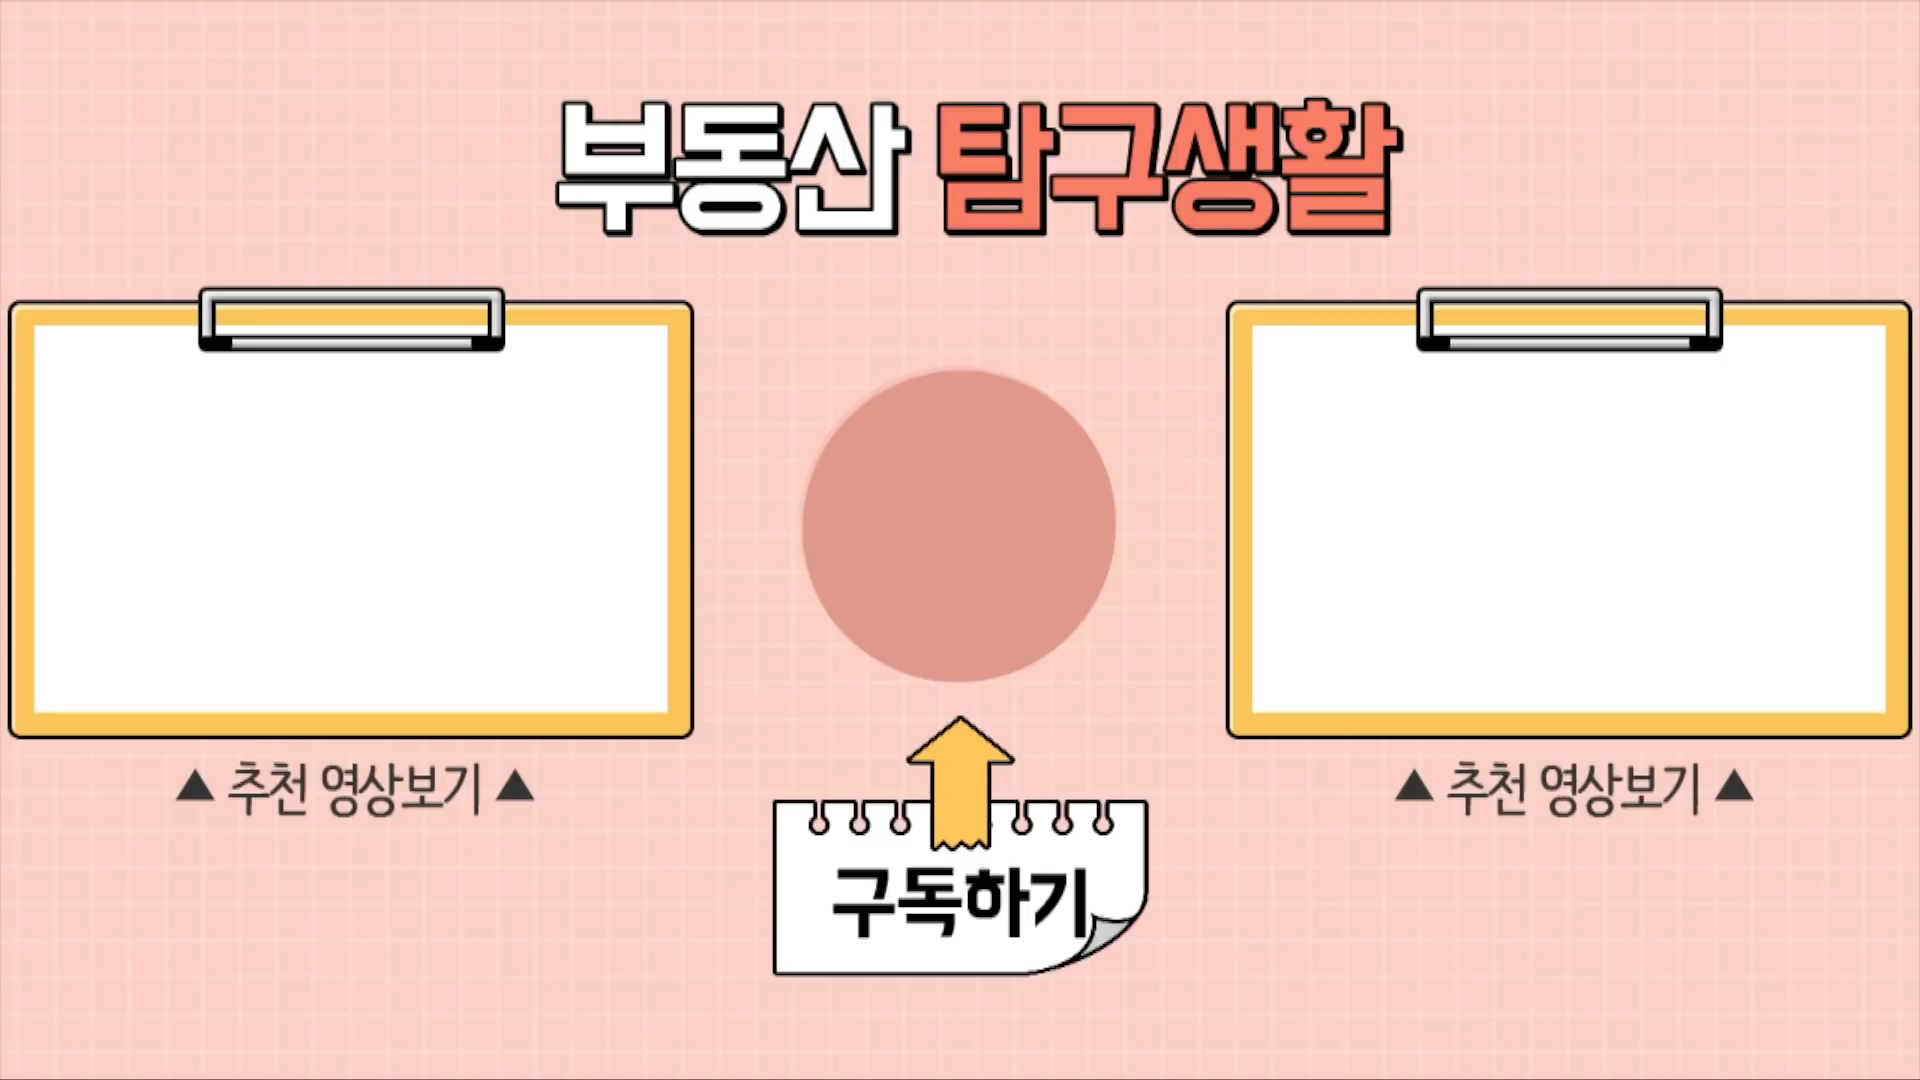 부동산 탐구생활
▲ 추천 영상보기 ▲
▲ 추천 영상보기 ▲
구독하기